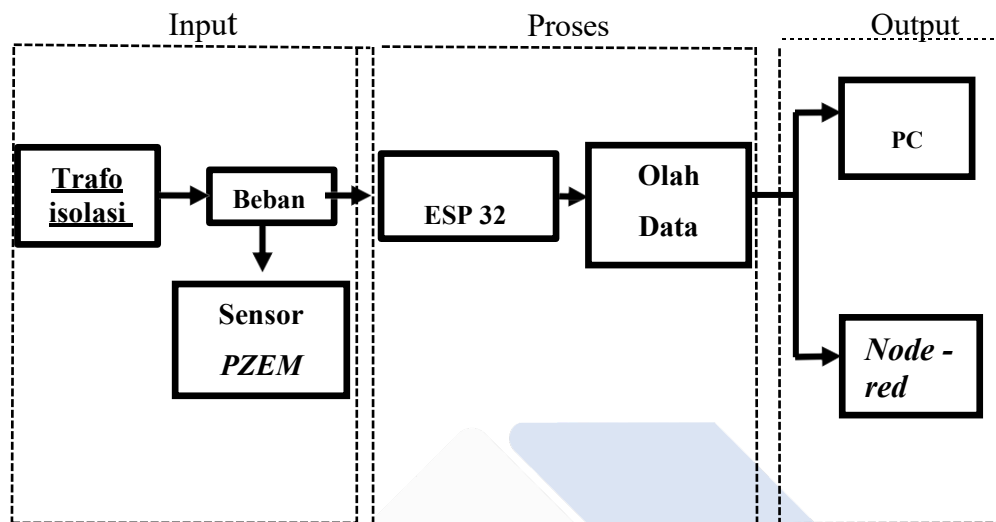 Input
Proses
Output
Trafo
isolasi
Beban
Sensor
PZEM
ESP 32
Olah
Data
PC
Node -
red